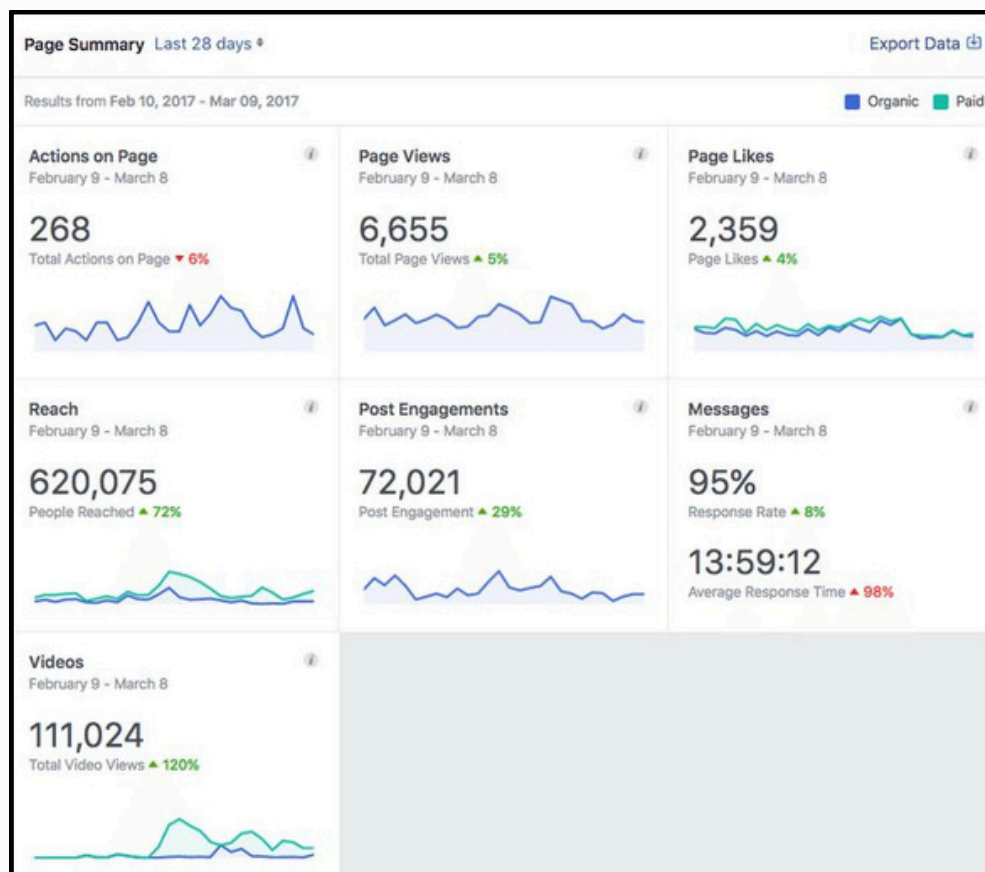 Page Summary Last 28 days
Export Data
Results from Feb 10, 2017 - Mar 09, 2017
Organic Paid
Actions on Page
February 9 - March 8
268
Total Actions on Page ▼ 6%
Page Views
February 9 - March 8
6,655
Total Page Views ▲ 5%
Page Likes
February 9 - March 8
2,359
Page Likes ▲ 4%
Reach
February 9 - March 8
620,075
People Reached ▲ 72%
Post Engagements
February 9 - March 8
72,021
Post Engagement ▲ 29%
Messages
February 9 - March 8
95%
Response Rate ▲ 8%
13:59:12
Average Response Time ▲ 98%
Videos
February 9 - March 8
111,024
Total Video Views ▲ 120%